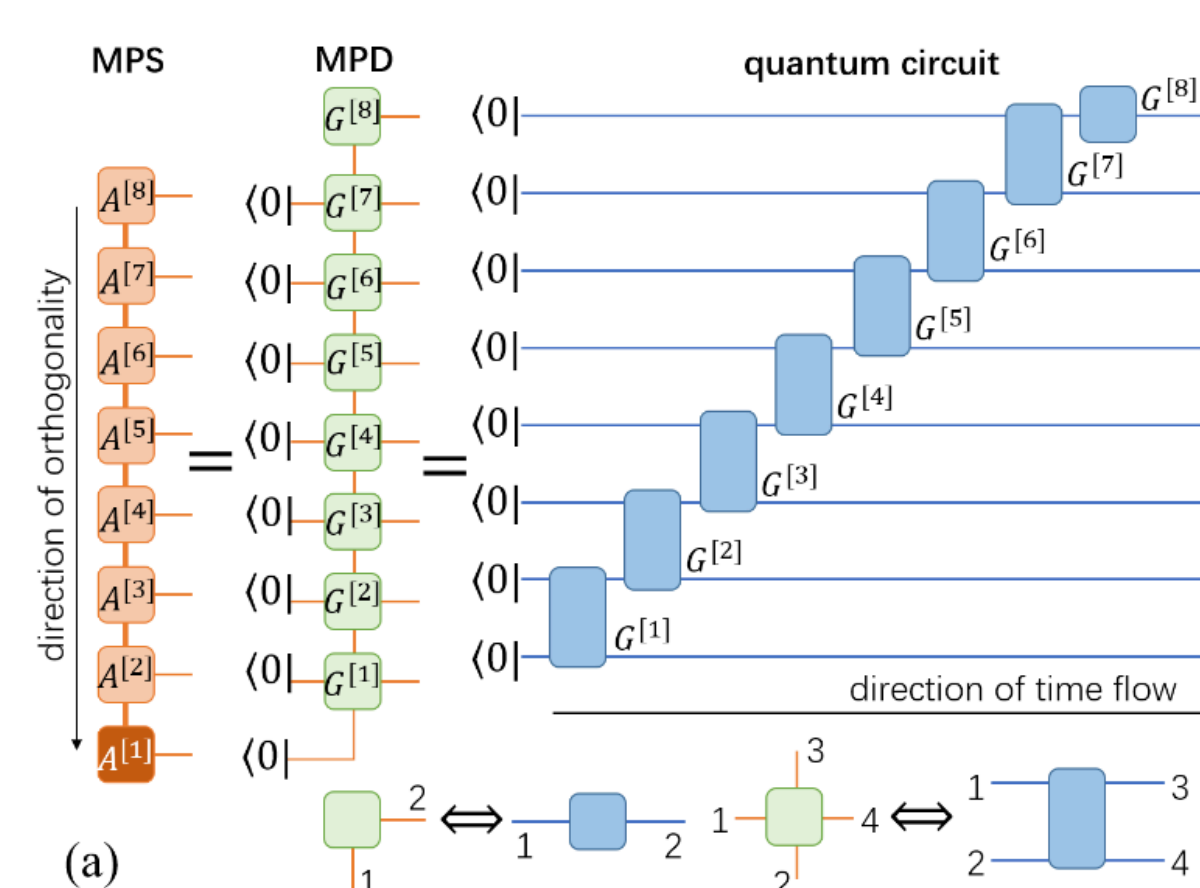 MPS
MPD
quantum circuit
direction of orthogonality
A[8]
A[7]
A[6]
A[5]
A[4]
A[3]
A[2]
A[1]
=
G[8]
⟨0| G[7]
⟨0| G[6]
⟨0| G[5]
⟨0| G[4]
⟨0| G[3]
⟨0| G[2]
⟨0| G[1]
⟨0|
=
⟨0| G[8]
⟨0| G[7]
⟨0| G[6]
⟨0| G[5]
⟨0| G[4]
⟨0| G[3]
⟨0| G[2]
⟨0| G[1]
direction of time flow
(a)
1 2 ⇔ 1 2
1 2 3 4 ⇔ 1 2 3 4